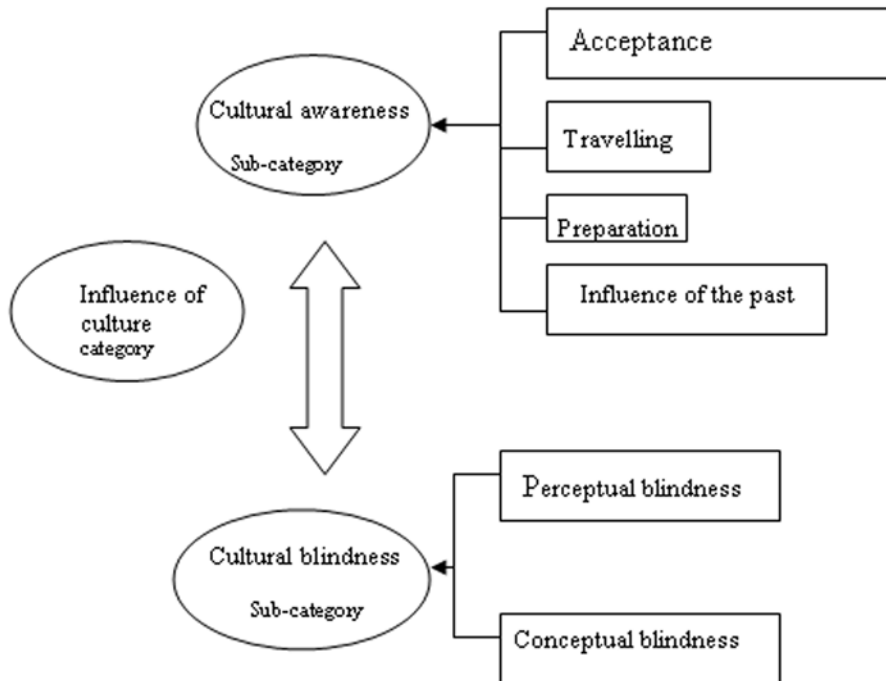 Acceptance
Cultural awareness
Sub-category
Travelling
Preparation
Influence of the past
Influence of
culture
category
Perceptual blindness
Cultural blindness
Sub-category
Conceptual blindness